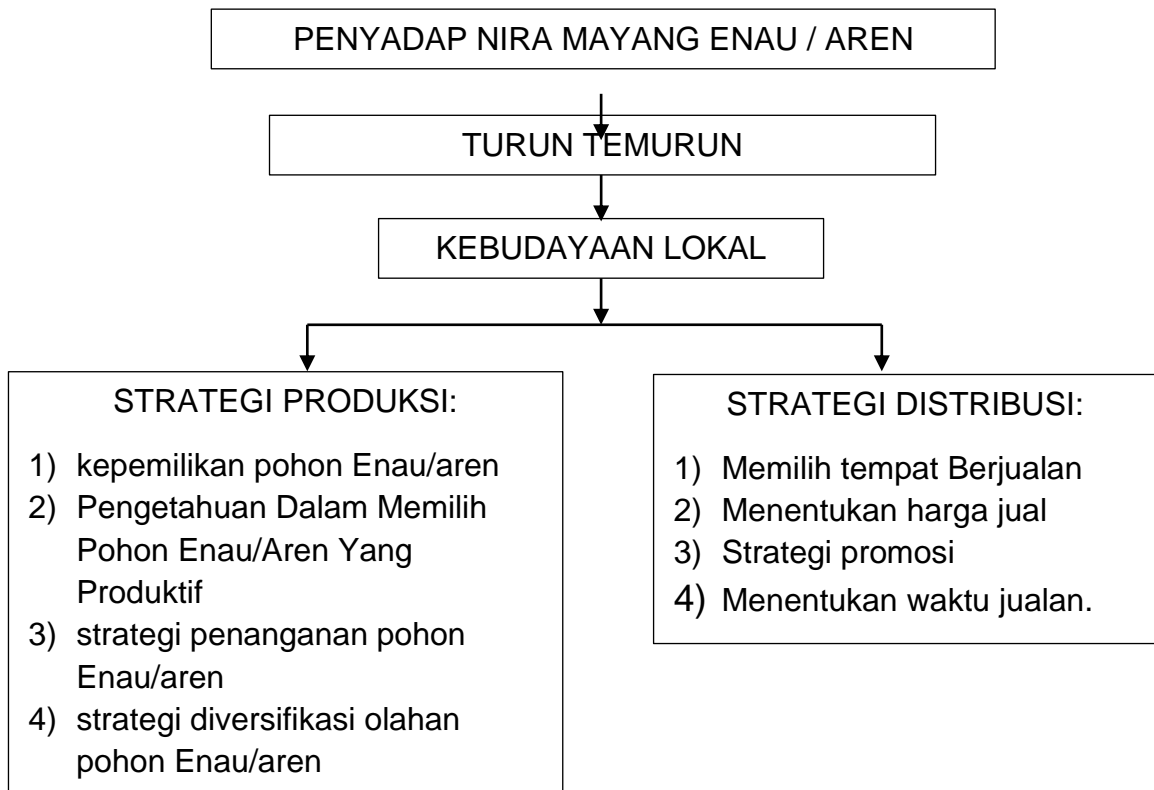 PENYADAP NIRA MAYANG ENAU / AREN
TURUN TEMURUN
KEBUDAYAAN LOKAL
STRATEGI PRODUKSI:
1) kepemilikan pohon Enau/aren
2) Pengetahuan Dalam Memilih
Pohon Enau/Aren Yang
Produktif
3) strategi penanganan pohon
Enau/aren
4) strategi diversifikasi olahan
pohon Enau/aren
STRATEGI DISTRIBUSI:
1) Memilih tempat Berjualan
2) Menentukan harga jual
3) Strategi promosi
4) Menentukan waktu jualan.